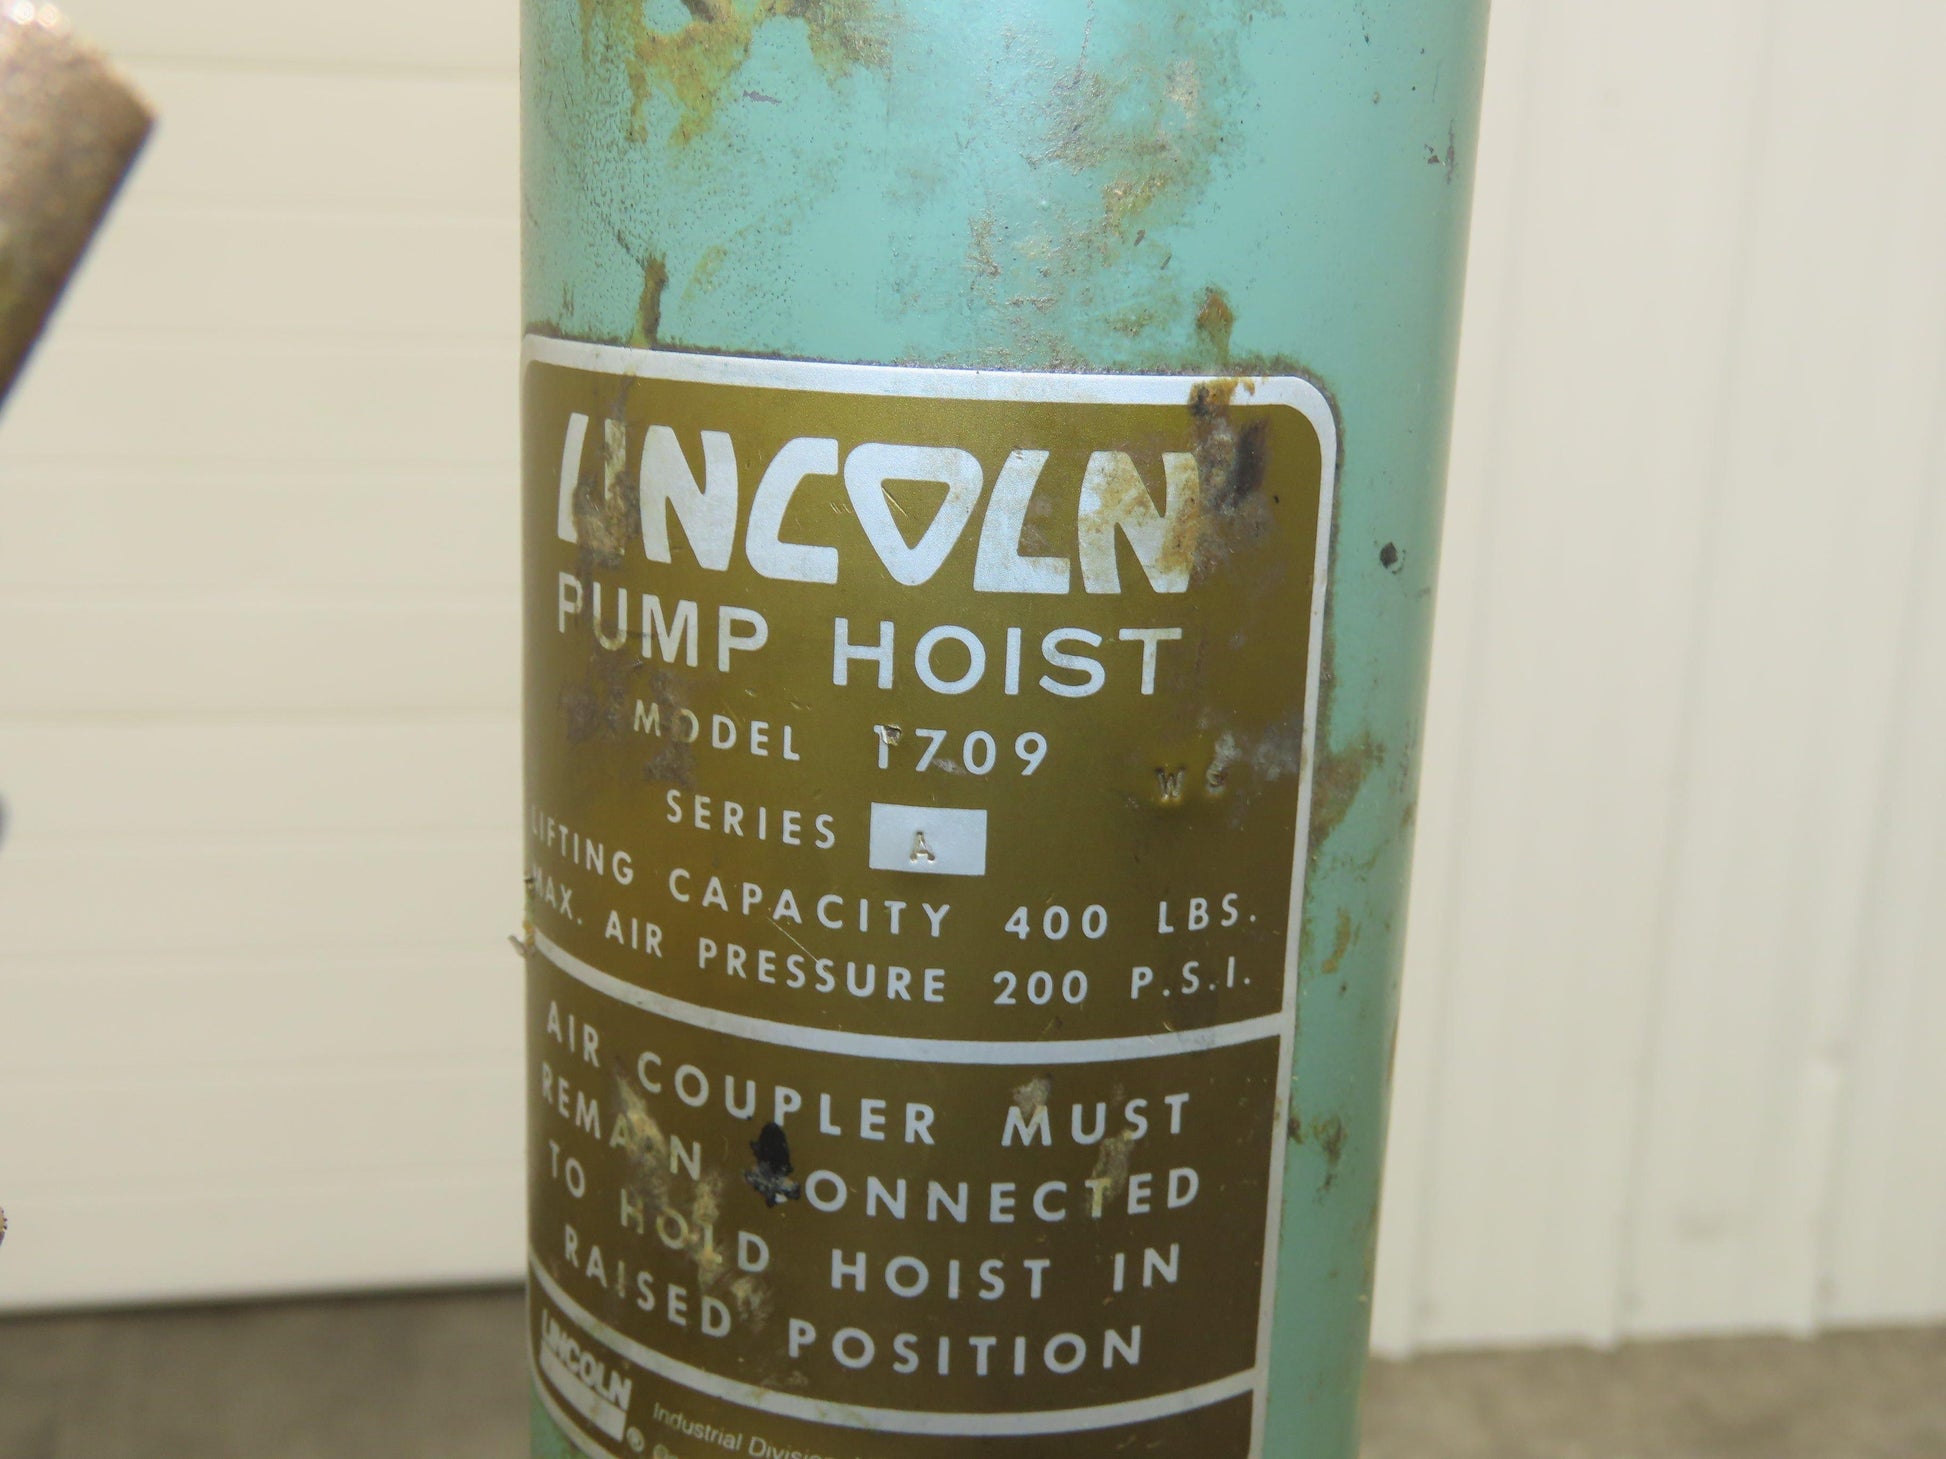 LINCOLN
PUMP HOIST
MODEL 1709
W S
SERIES A
LIFTING CAPACITY 400 LBS.
MAX. AIR PRESSURE 200 P.S.I.
AIR COUPLER MUST
REMAIN CONNECTED
TO HOLD HOIST IN
RAISED POSITION
LINCOLN
® Industrial Division